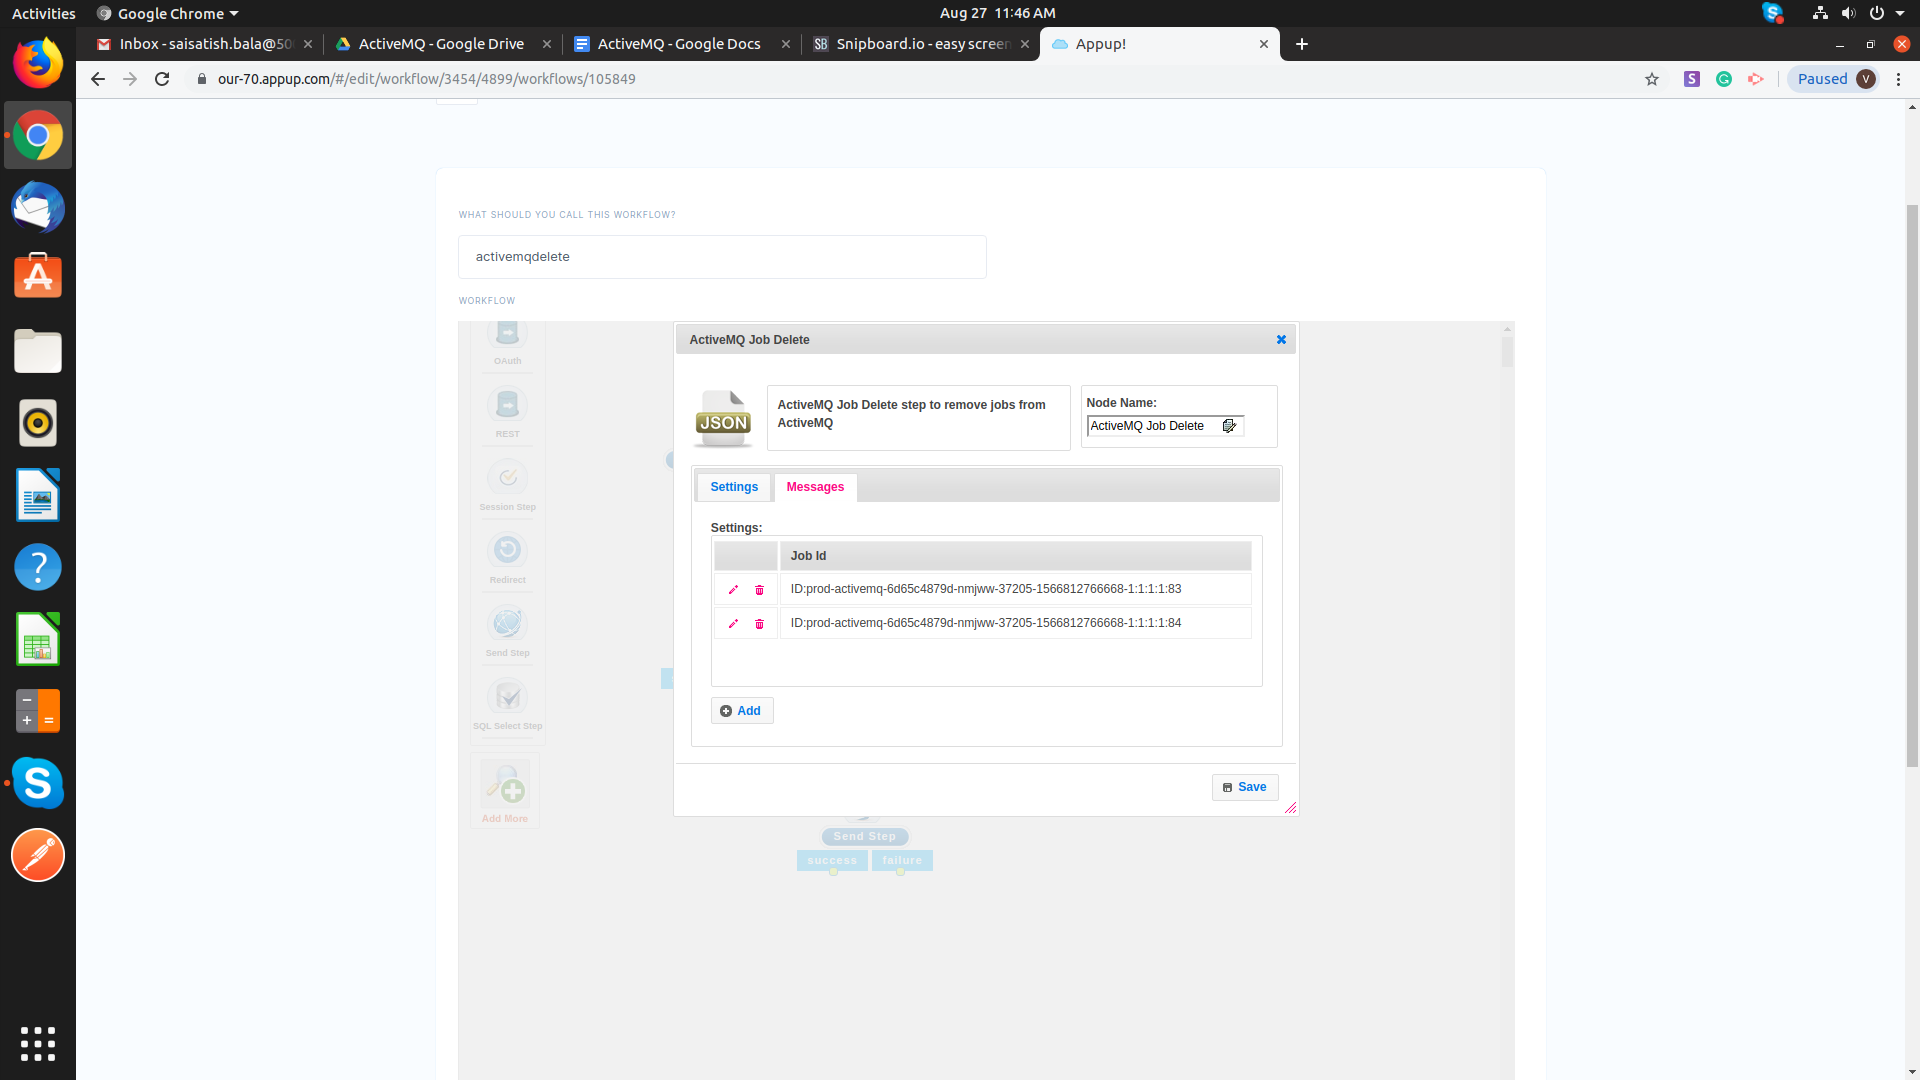 Activities Google Chrome Aug 27 11:46 AM
Inbox - saisatish.bala@50 ActiveMQ - Google Drive ActiveMQ - Google Docs SB Snipboard.io - easy screen Appup!
our-70.appup.com/#/edit/workflow/3454/4899/workflows/105849 S G Paused V
WHAT SHOULD YOU CALL THIS WORKFLOW?
activemqdelete
WORKFLOW
ActiveMQ Job Delete
OAuth
JSON
ActiveMQ Job Delete step to remove jobs from
ActiveMQ
Node Name:
ActiveMQ Job Delete
REST
Settings Messages
Session Step
Settings:
Job Id
Redirect
ID:prod-activemq-6d65c4879d-nmjww-37205-1566812766668-1:1:1:1:83
ID:prod-activemq-6d65c4879d-nmjww-37205-1566812766668-1:1:1:1:84
Send Step
Add
SQL Select Step
Save
Add More
Send Step
success failure